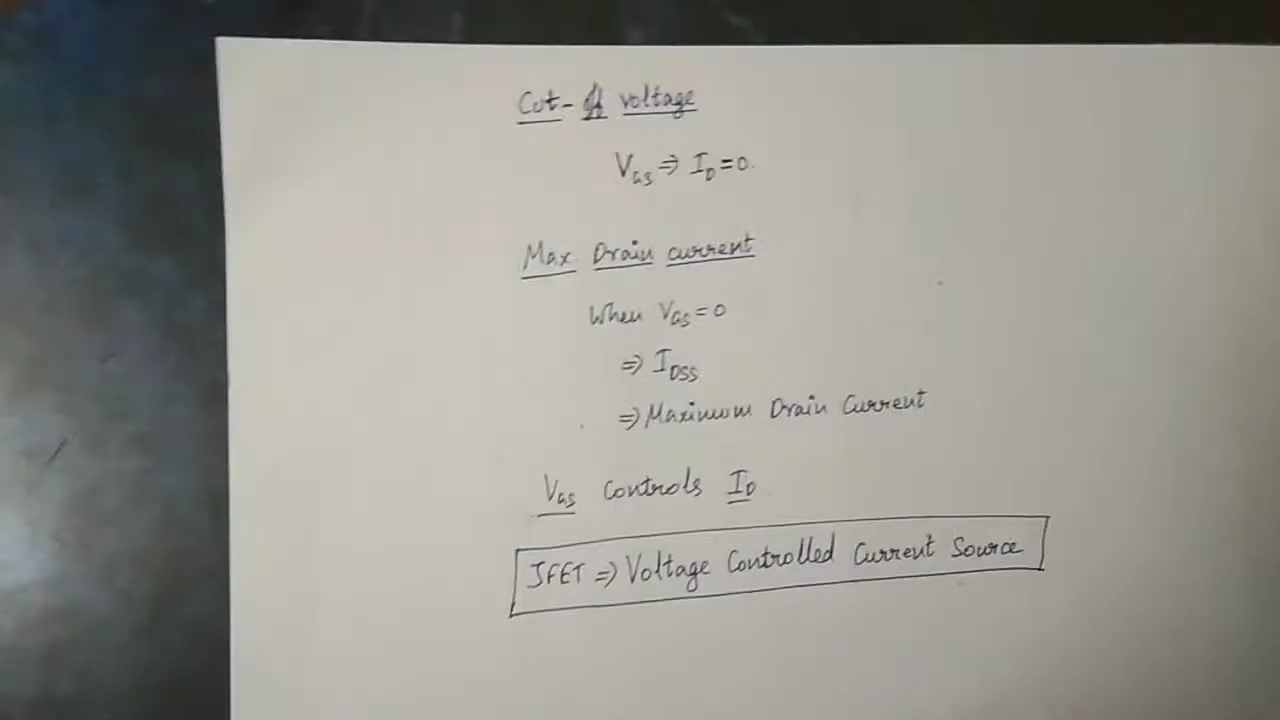 Cut-off voltage
VGS ⇒ ID=0.
Max Drain current
When VGS=0
⇒ IDSS
⇒ Maximum Drain Current
VGS Controls ID
JFET ⇒ Voltage Controlled Current Source